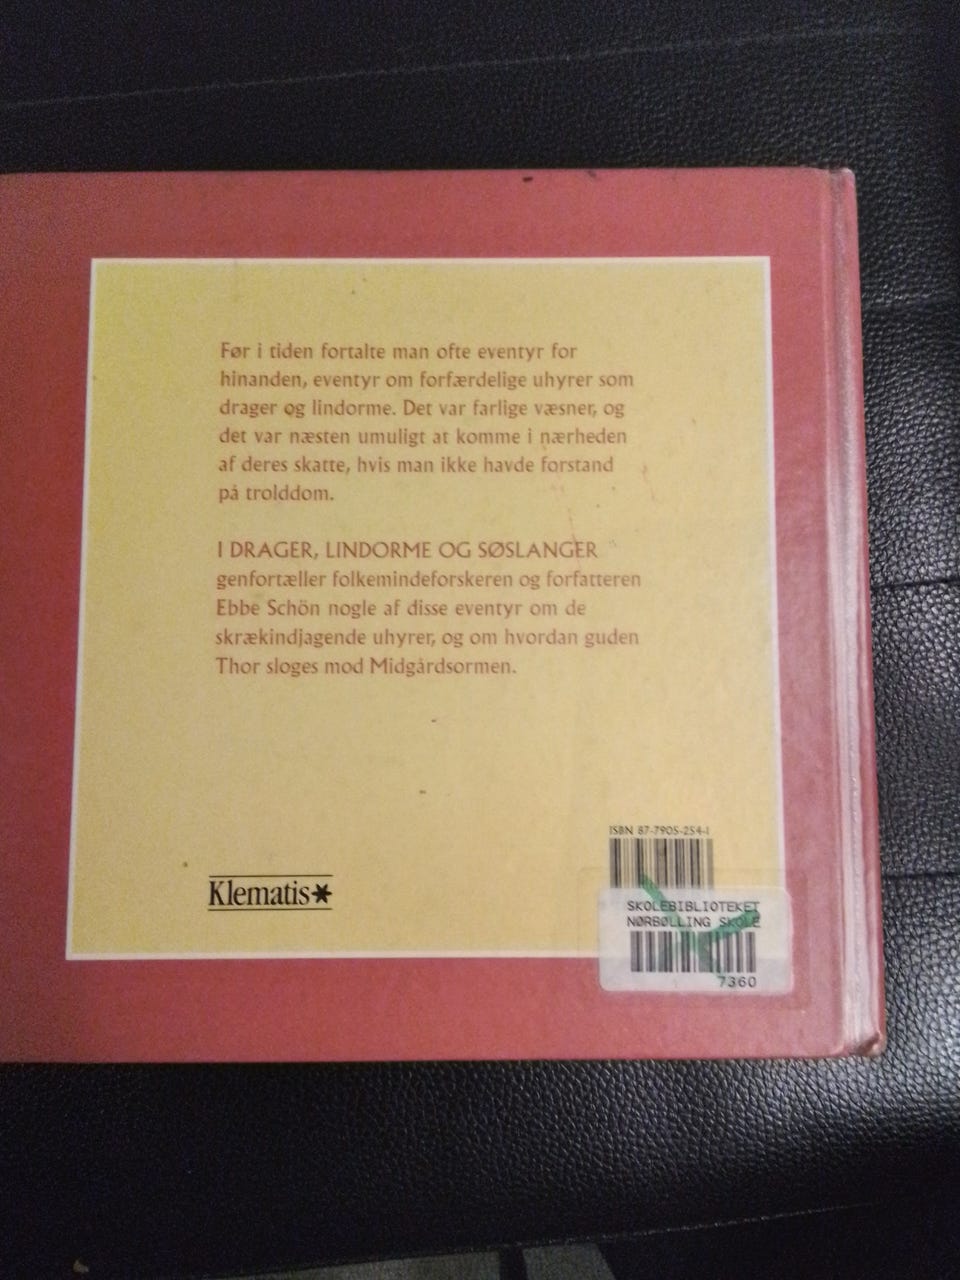 Før i tiden fortalte man ofte eventyr for
hinanden, eventyr om forfærdelige uhyrer som
drager og lindorme. Det var farlige væsner, og
det var næsten umuligt at komme i nærheden
af deres skatte, hvis man ikke havde forstand
på trolddom.
I DRAGER, LINDORME OG SØSLANGER
genfortæller folkemindeforskeren og forfatteren
Ebbe Schön nogle af disse eventyr om de
skrækindjagende uhyrer, og om hvordan guden
Thor sloges mod Midgårdsormen.
ISBN 87-7905-254-1
Klematis
SKOLEBIBLIOTEKET
NØRBØLLING SKOLE
7360